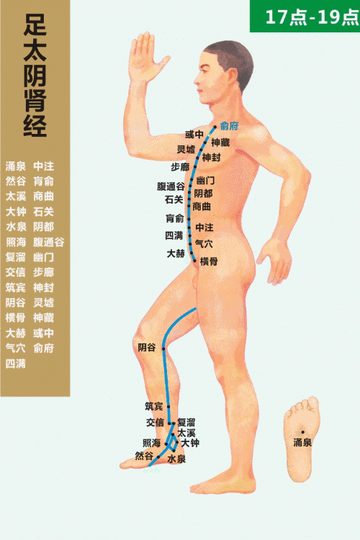 17点-19点
足太阴肾经
涌泉 中注
然谷 肓俞
太溪 商曲
大钟 石关
水泉 阴都
照海 腹通谷
复溜 幽门
交信 步廊
筑宾 神封
阴谷 灵墟
横骨 神藏
大赫 彧中
气穴 俞府
四满
俞府
彧中
神藏
灵墟
神封
步廊
幽门
腹通谷
阴都
石关
商曲
肓俞
中注
四满
气穴
大赫
横骨
阴谷
筑宾
交信
复溜
太溪
照海
大钟
然谷
水泉
涌泉